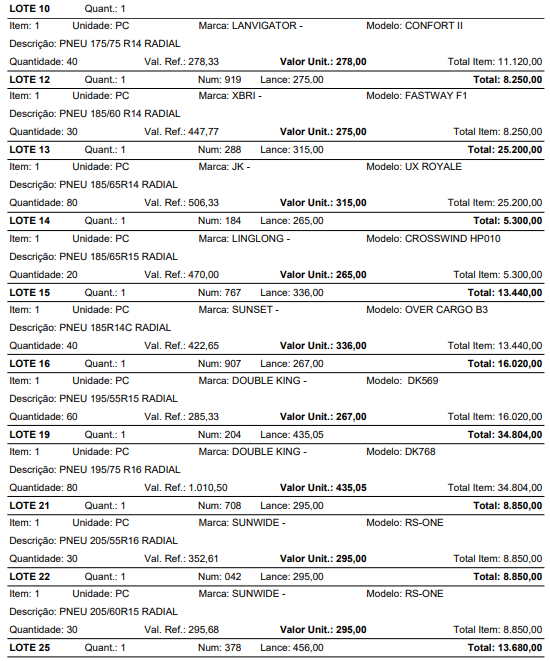 LOTE 10 Quant.: 1
Item: 1 Unidade: PC Marca: LANVIGATOR - Modelo: CONFORT II
Descrição: PNEU 175/75 R14 RADIAL
Quantidade: 40 Val. Ref.: 278,33 Valor Unit.: 278,00 Total Item: 11.120,00
LOTE 12 Quant.: 1 Num: 919 Lance: 275,00 Total: 8.250,00
Item: 1 Unidade: PC Marca: XBRI - Modelo: FASTWAY F1
Descrição: PNEU 185/60 R14 RADIAL
Quantidade: 30 Val. Ref.: 447,77 Valor Unit.: 275,00 Total Item: 8.250,00
LOTE 13 Quant.: 1 Num: 288 Lance: 315,00 Total: 25.200,00
Item: 1 Unidade: PC Marca: JK - Modelo: UX ROYALE
Descrição: PNEU 185/65R14 RADIAL
Quantidade: 80 Val. Ref.: 506,33 Valor Unit.: 315,00 Total Item: 25.200,00
LOTE 14 Quant.: 1 Num: 184 Lance: 265,00 Total: 5.300,00
Item: 1 Unidade: PC Marca: LINGLONG - Modelo: CROSSWIND HP010
Descrição: PNEU 185/65R15 RADIAL
Quantidade: 20 Val. Ref.: 470,00 Valor Unit.: 265,00 Total Item: 5.300,00
LOTE 15 Quant.: 1 Num: 767 Lance: 336,00 Total: 13.440,00
Item: 1 Unidade: PC Marca: SUNSET - Modelo: OVER CARGO B3
Descrição: PNEU 185R14C RADIAL
Quantidade: 40 Val. Ref.: 422,65 Valor Unit.: 336,00 Total Item: 13.440,00
LOTE 16 Quant.: 1 Num: 907 Lance: 267,00 Total: 16.020,00
Item: 1 Unidade: PC Marca: DOUBLE KING - Modelo: DK569
Descrição: PNEU 195/55R15 RADIAL
Quantidade: 60 Val. Ref.: 285,33 Valor Unit.: 267,00 Total Item: 16.020,00
LOTE 19 Quant.: 1 Num: 204 Lance: 435,05 Total: 34.804,00
Item: 1 Unidade: PC Marca: DOUBLE KING - Modelo: DK768
Descrição: PNEU 195/75 R16 RADIAL
Quantidade: 80 Val. Ref.: 1.010,50 Valor Unit.: 435,05 Total Item: 34.804,00
LOTE 21 Quant.: 1 Num: 708 Lance: 295,00 Total: 8.850,00
Item: 1 Unidade: PC Marca: SUNWIDE - Modelo: RS-ONE
Descrição: PNEU 205/55R16 RADIAL
Quantidade: 30 Val. Ref.: 352,61 Valor Unit.: 295,00 Total Item: 8.850,00
LOTE 22 Quant.: 1 Num: 042 Lance: 295,00 Total: 8.850,00
Item: 1 Unidade: PC Marca: SUNWIDE - Modelo: RS-ONE
Descrição: PNEU 205/60R15 RADIAL
Quantidade: 30 Val. Ref.: 295,68 Valor Unit.: 295,00 Total Item: 8.850,00
LOTE 25 Quant.: 1 Num: 378 Lance: 456,00 Total: 13.680,00